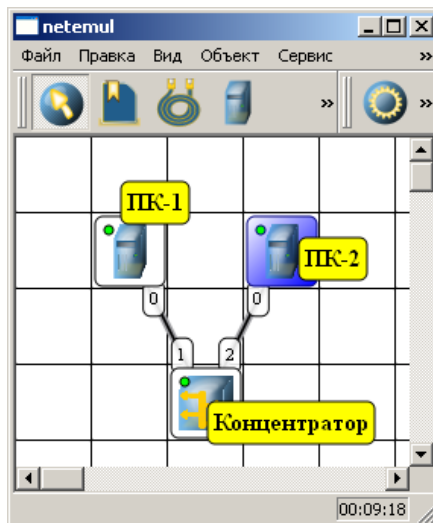 netemul
Файл Правка Вид Объект Сервис »
» »
ПК-1
ПК-2
0 0
1 2
Концентратор
00:09:18